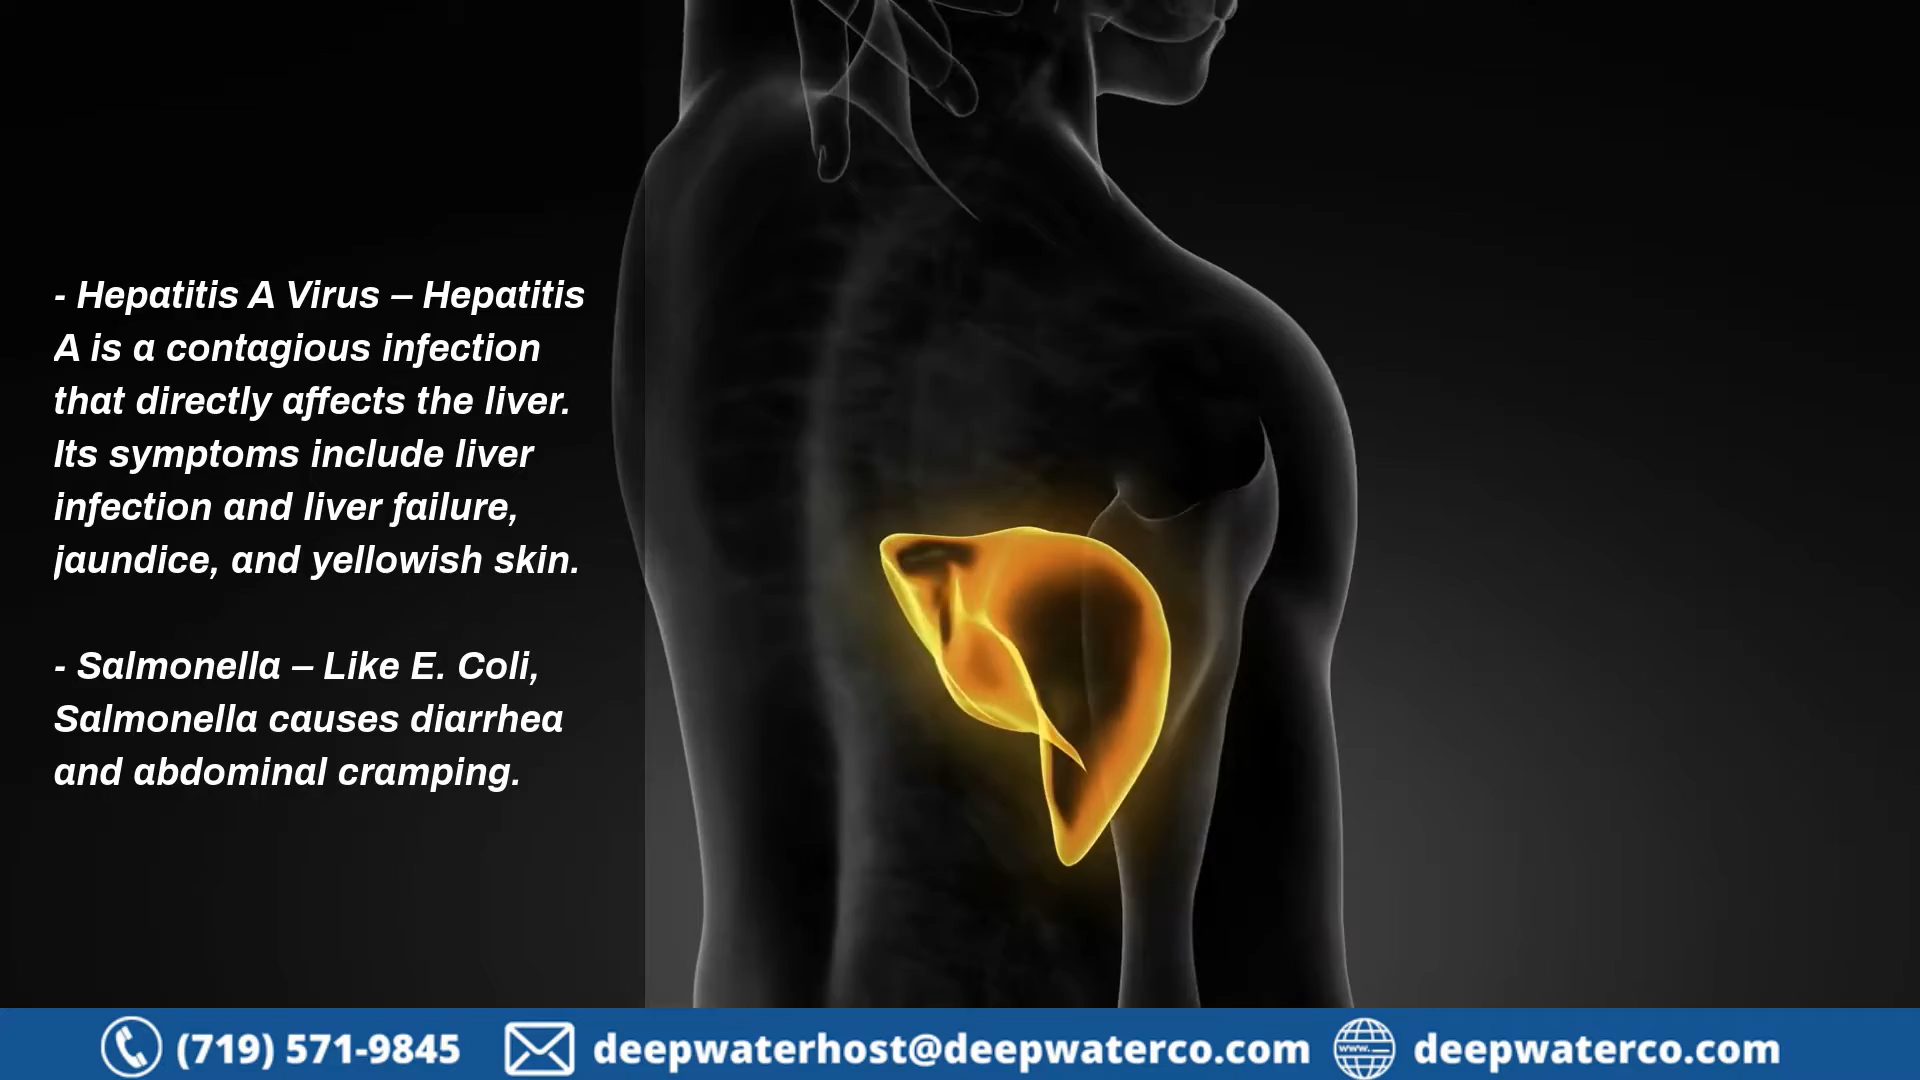 - Hepatitis A Virus – Hepatitis
A is a contagious infection
that directly affects the liver.
Its symptoms include liver
infection and liver failure,
jaundice, and yellowish skin.
- Salmonella – Like E. Coli,
Salmonella causes diarrhea
and abdominal cramping.
(719) 571-9845 deepwaterhost@deepwaterco.com www. deepwaterco.com